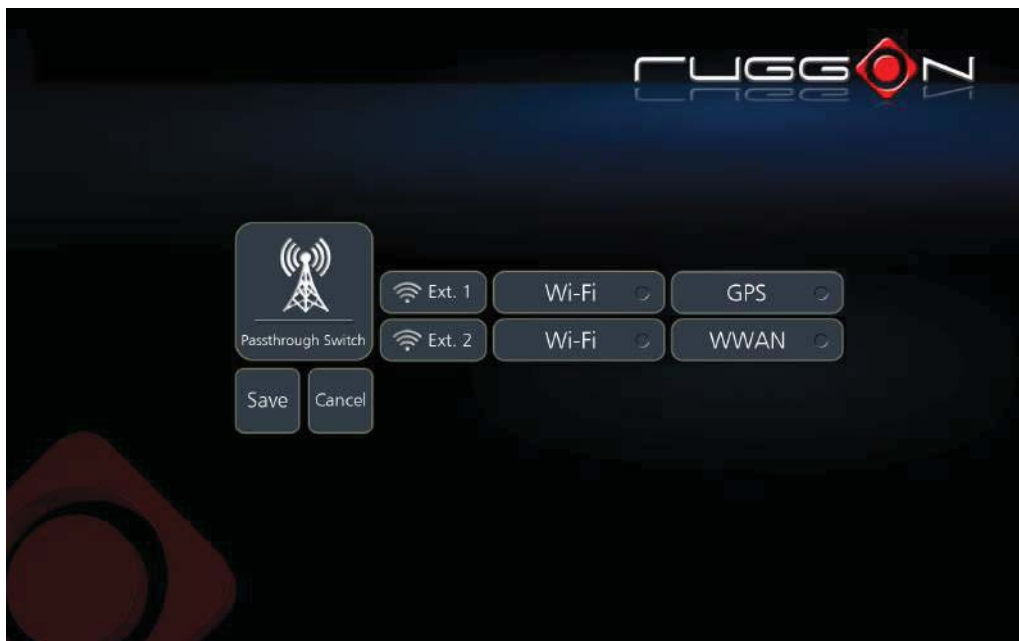 RUGGON
Ext. 1 Wi-Fi GPS
Passthrough Switch Ext. 2 Wi-Fi WWAN
Save Cancel